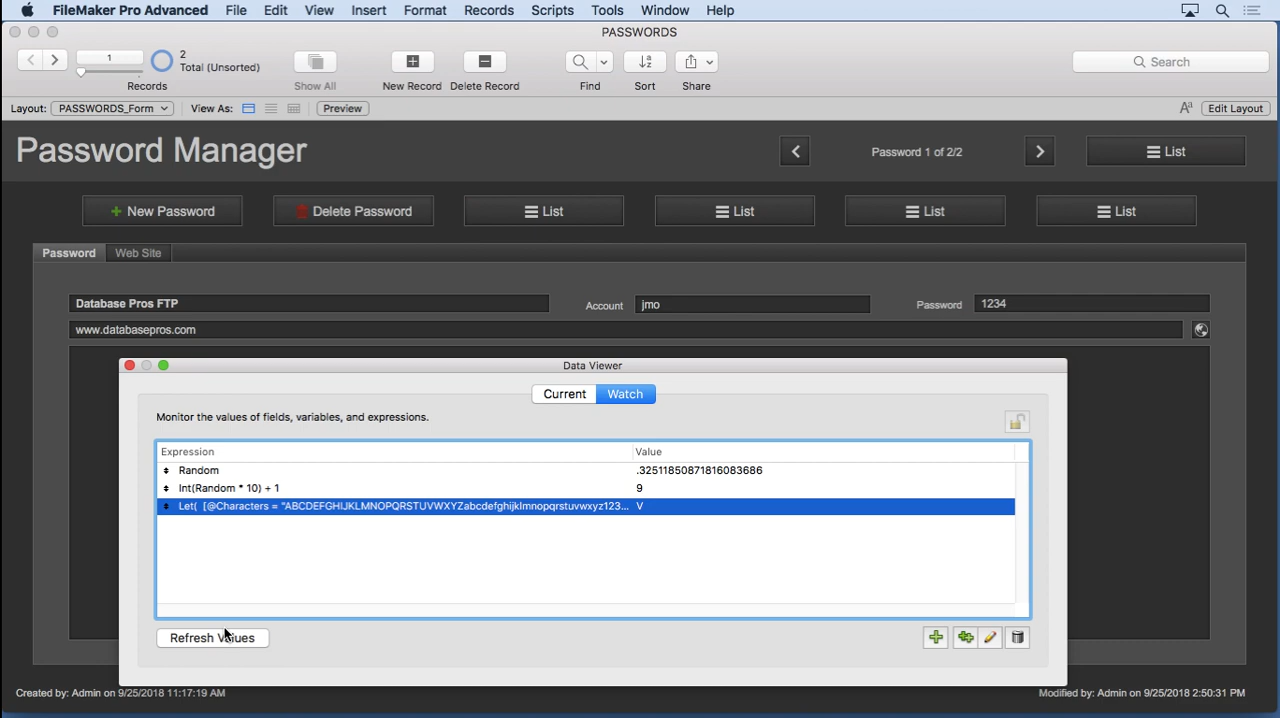 FileMaker Pro Advanced File Edit View Insert Format Records Scripts Tools Window Help
PASSWORDS
1 2 Total (Unsorted)
Records Show All New Record Delete Record Find Sort Share Search
Layout: PASSWORDS_Form View As: Preview Aa Edit Layout
Password Manager Password 1 of 2/2 List
New Password Delete Password List List List List
Password Web Site
Database Pros FTP Account jmo Password 1234
www.databasepros.com
Data Viewer
Current Watch
Monitor the values of fields, variables, and expressions.
Expression Value
Random .32511850871816083686
Int(Random * 10) + 1 9
Let( [@Characters = "ABCDEFGHIJKLMNOPQRSTUVWXYZabcdefghijklmnopqrstuvwxyz123... V
Refresh Values
Created by: Admin on 9/25/2018 11:17:19 AM Modified by: Admin on 9/25/2018 2:50:31 PM